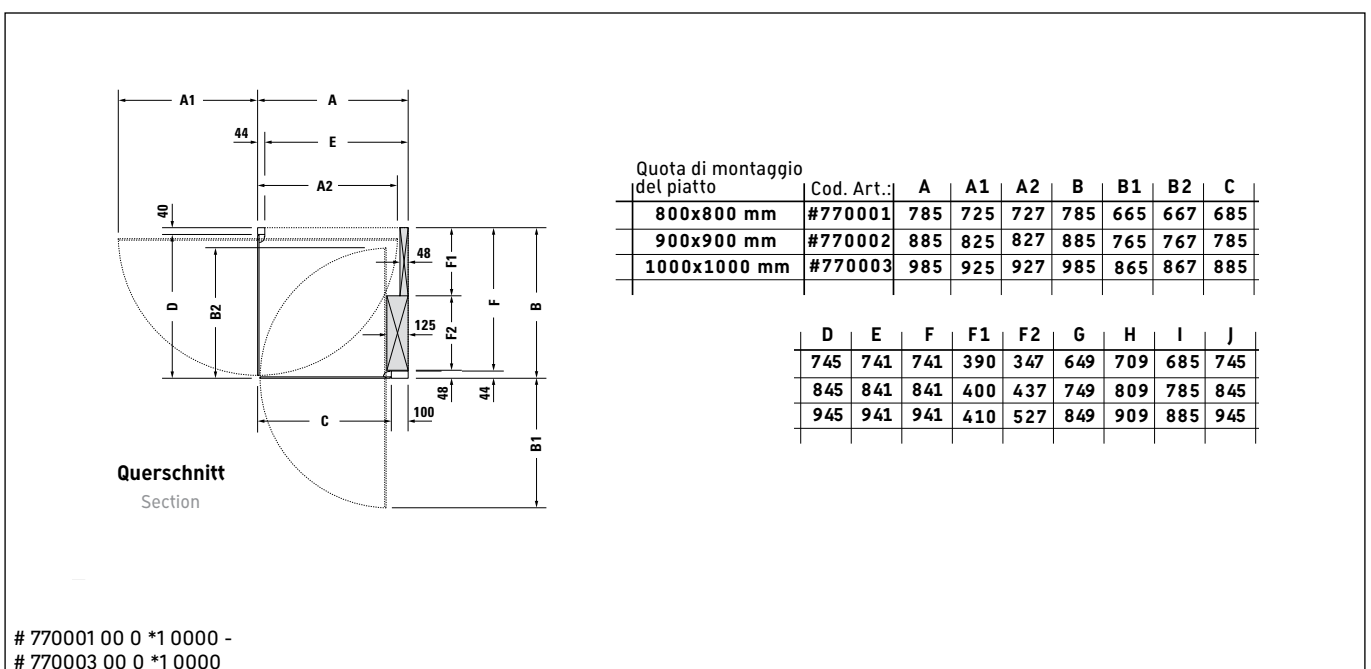 A1 A
44 E
A2
40
48 F1
D B2 F B
125 F2
48 44
C 100
B1
Querschnitt
Section
Quota di montaggio
del piatto Cod. Art.: A A1 A2 B B1 B2 C
800x800 mm #770001 785 725 727 785 665 667 685
900x900 mm #770002 885 825 827 885 765 767 785
1000x1000 mm #770003 985 925 927 985 865 867 885
D E F F1 F2 G H I J
745 741 741 390 347 649 709 685 745
845 841 841 400 437 749 809 785 845
945 941 941 410 527 849 909 885 945
# 770001 00 0 *1 0000 -
# 770003 00 0 *1 0000